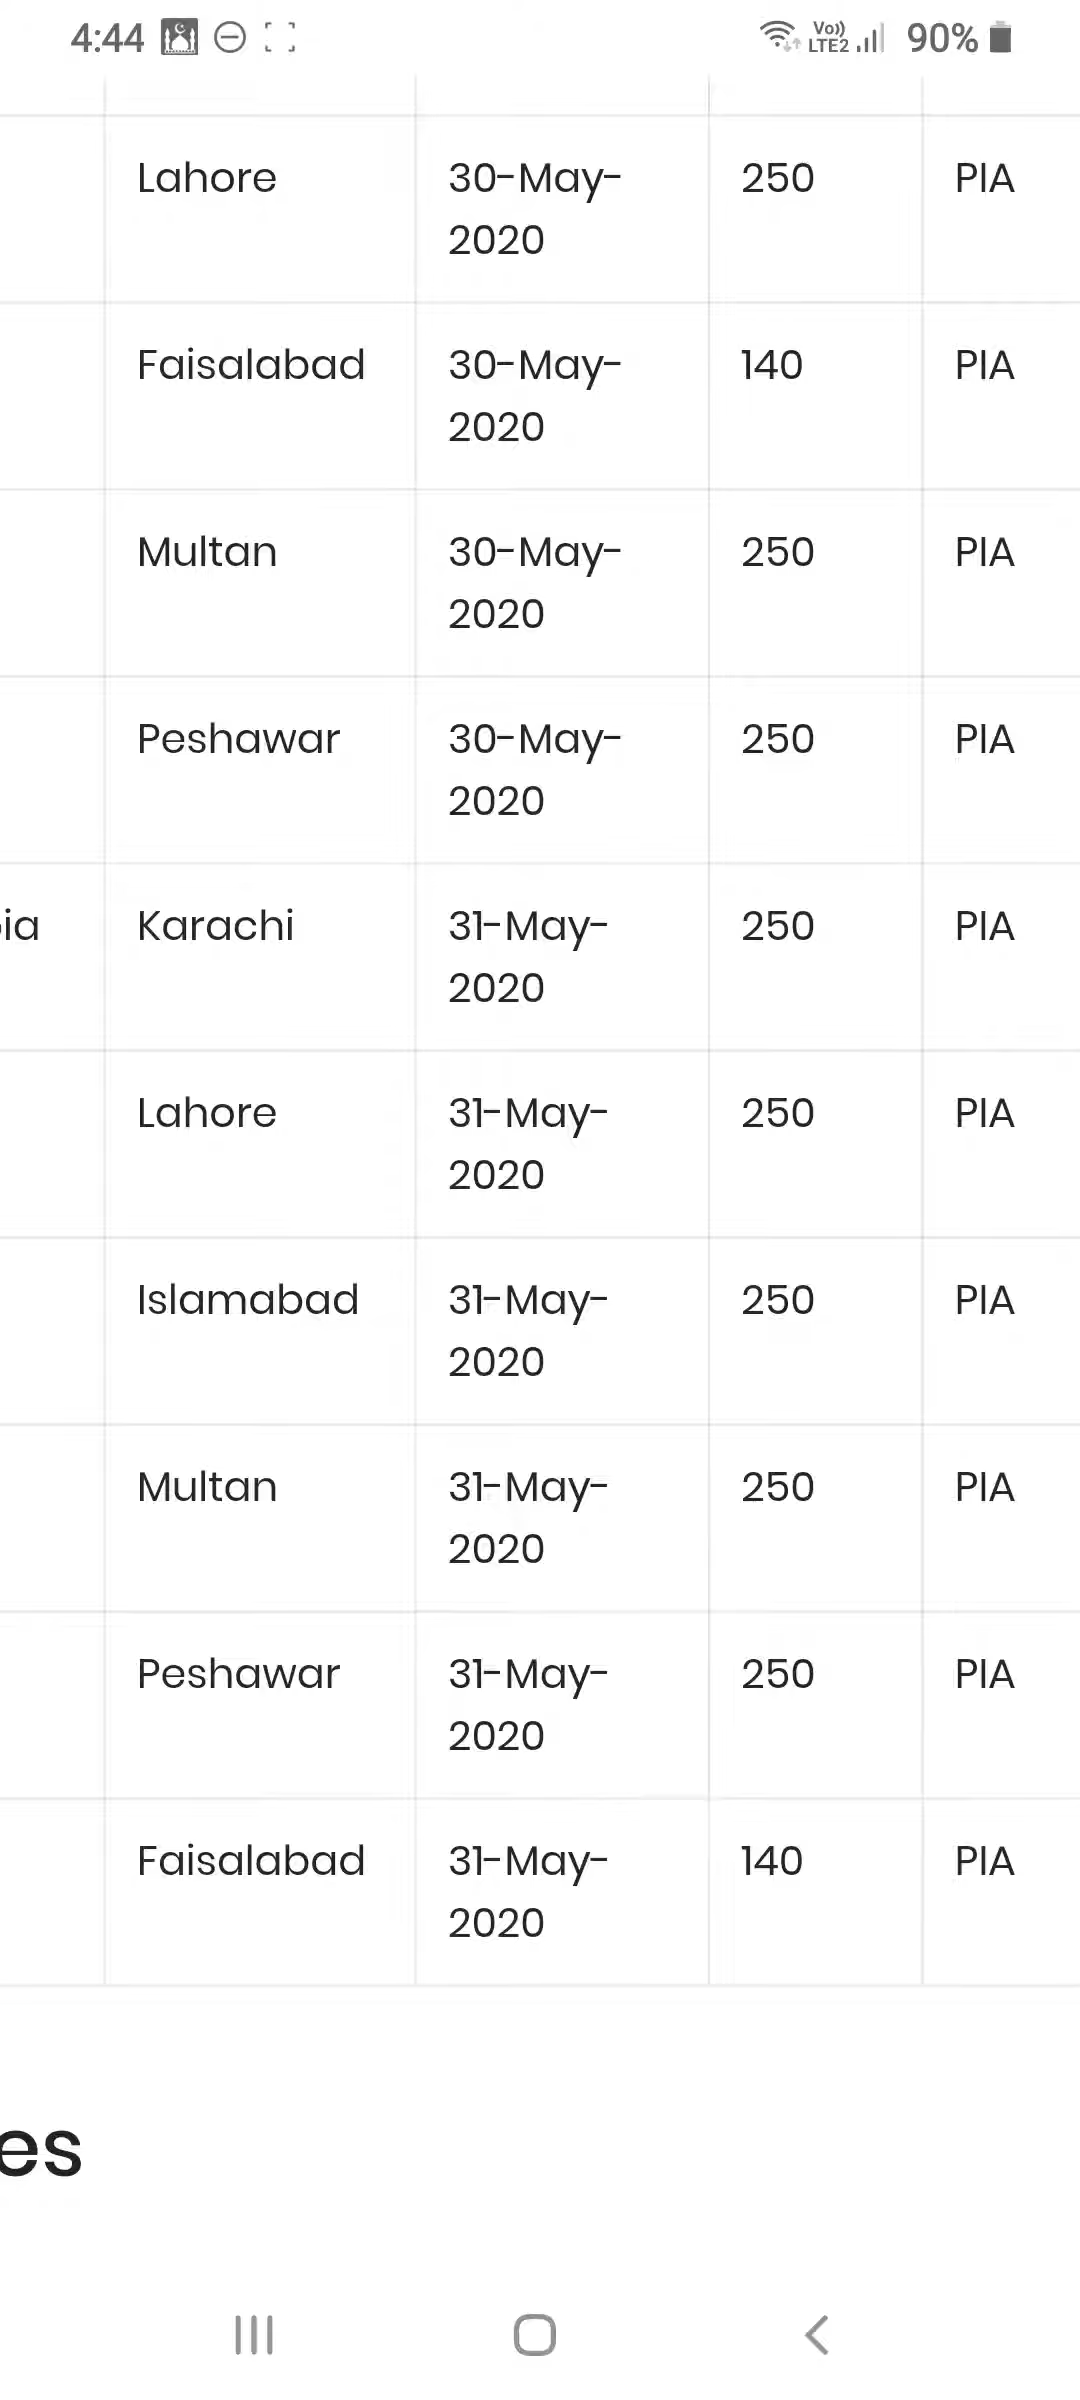 4:44 Vo)) LTE2 90%
Lahore 30-May- 250 PIA
2020
Faisalabad 30-May- 140 PIA
2020
Multan 30-May- 250 PIA
2020
Peshawar 30-May- 250 PIA
2020
ia Karachi 31-May- 250 PIA
2020
Lahore 31-May- 250 PIA
2020
Islamabad 31-May- 250 PIA
2020
Multan 31-May- 250 PIA
2020
Peshawar 31-May- 250 PIA
2020
Faisalabad 31-May- 140 PIA
2020
es